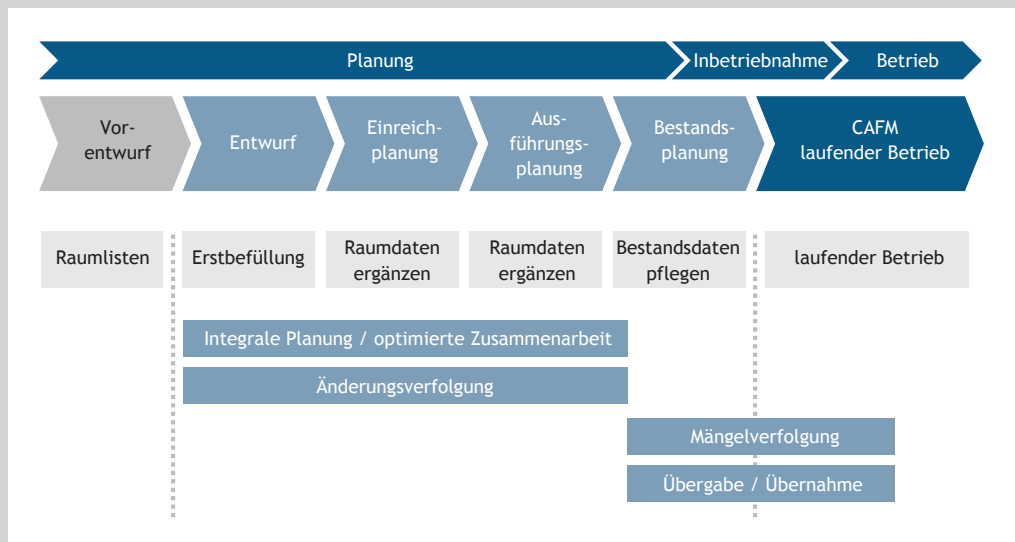 Planung
Inbetriebnahme
Betrieb
Vor-
entwurf
Entwurf
Einreich-
planung
Aus-
führungs-
planung
Bestands-
planung
CAFM
laufender Betrieb
Raumlisten
Erstbefüllung
Raumdaten
ergänzen
Raumdaten
ergänzen
Bestandsdaten
pflegen
laufender Betrieb
Integrale Planung / optimierte Zusammenarbeit
Änderungsverfolgung
Mängelverfolgung
Übergabe / Übernahme